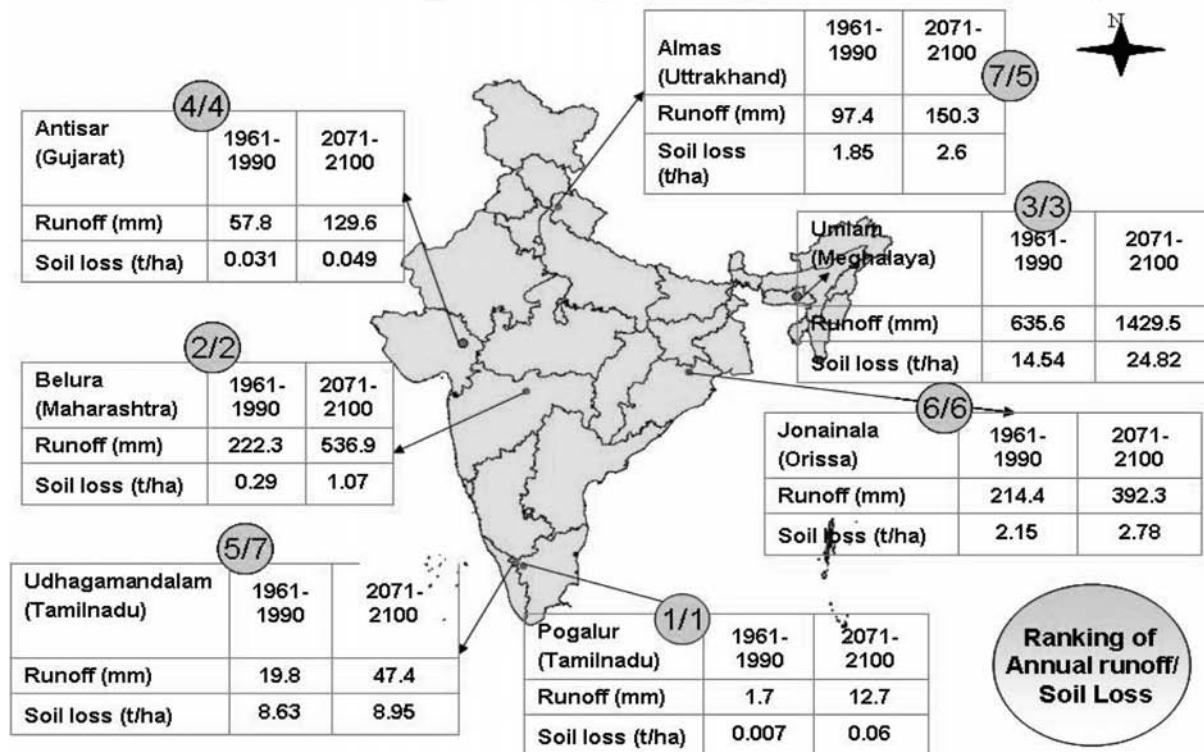 N
7/5
Almas
(Uttrakhand)
1961-
1990
2071-
2100
Runoff (mm) 97.4 150.3
Soil loss
(t/ha)
1.85 2.6
4/4
Antisar
(Gujarat)
1961-
1990
2071-
2100
Runoff (mm) 57.8 129.6
Soil loss (t/ha) 0.031 0.049
3/3
Umlam
(Meghalaya)
1961-
1990
2071-
2100
Runoff (mm) 635.6 1429.5
Soil loss (t/ha) 14.54 24.82
2/2
Belura
(Maharashtra)
1961-
1990
2071-
2100
Runoff (mm) 222.3 536.9
Soil loss (t/ha) 0.29 1.07
6/6
Jonainala
(Orissa)
1961-
1990
2071-
2100
Runoff (mm) 214.4 392.3
Soil loss (t/ha) 2.15 2.78
5/7
Udhagamandalam
(Tamilnadu)
1961-
1990
2071-
2100
Runoff (mm) 19.8 47.4
Soil loss (t/ha) 8.63 8.95
1/1
Pogalur
(Tamilnadu)
1961-
1990
2071-
2100
Runoff (mm) 1.7 12.7
Soil loss (t/ha) 0.007 0.06
Ranking of
Annual runoff/
Soil Loss